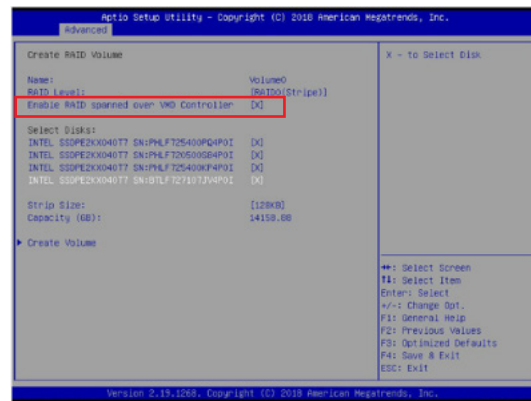 Aptio Setup Utility – Copyright (C) 2018 American Megatrends, Inc.
Advanced
Create RAID Volume
Name: Volume0
RAID Level: [RAID0(Stripe)]
Enable RAID spanned over VMD Controller [X]
Select Disks:
INTEL SSDPE2KX040T7 SN:PHLF725400PQ4P0I [X]
INTEL SSDPE2KX040T7 SN:PHLF720500SB4P0I [X]
INTEL SSDPE2KX040T7 SN:PHLF725400KP4P0I [X]
INTEL SSDPE2KX040T7 SN:BTLF727187JV4P0I [X]
Strip Size: [128KB]
Capacity (GB): 14158.88
Create Volume
X – to Select Disk
: Select Screen
: Select Item
Enter: Select
+/-: Change Opt.
F1: General Help
F2: Previous Values
F3: Optimized Defaults
F4: Save & Exit
ESC: Exit
Version 2.19.1268. Copyright (C) 2018 American Megatrends, Inc.